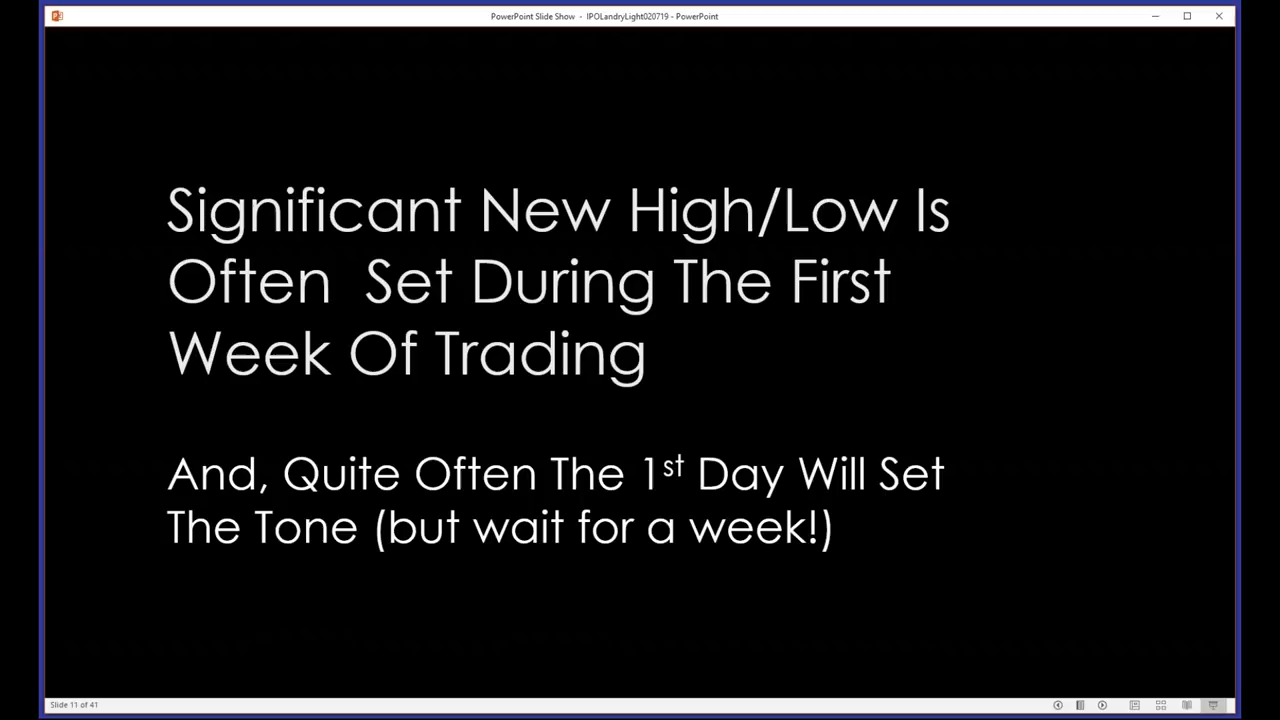 PowerPoint Slide Show - IPOLandryLight020719 - PowerPoint
Significant New High/Low Is
Often  Set During The First
Week Of Trading
And, Quite Often The 1st Day Will Set
The Tone (but wait for a week!)
Slide 11 of 41